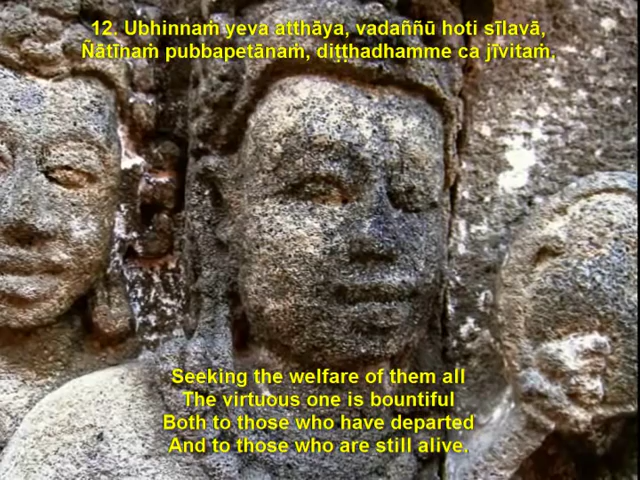 12. Ubhinnaṁ yeva atthāya, vadaññū hoti sīlavā,
Ñātīnaṁ pubbapetānaṁ, diṭṭhadhamme ca jīvitaṁ.
Seeking the welfare of them all
The virtuous one is bountiful
Both to those who have departed
And to those who are still alive.